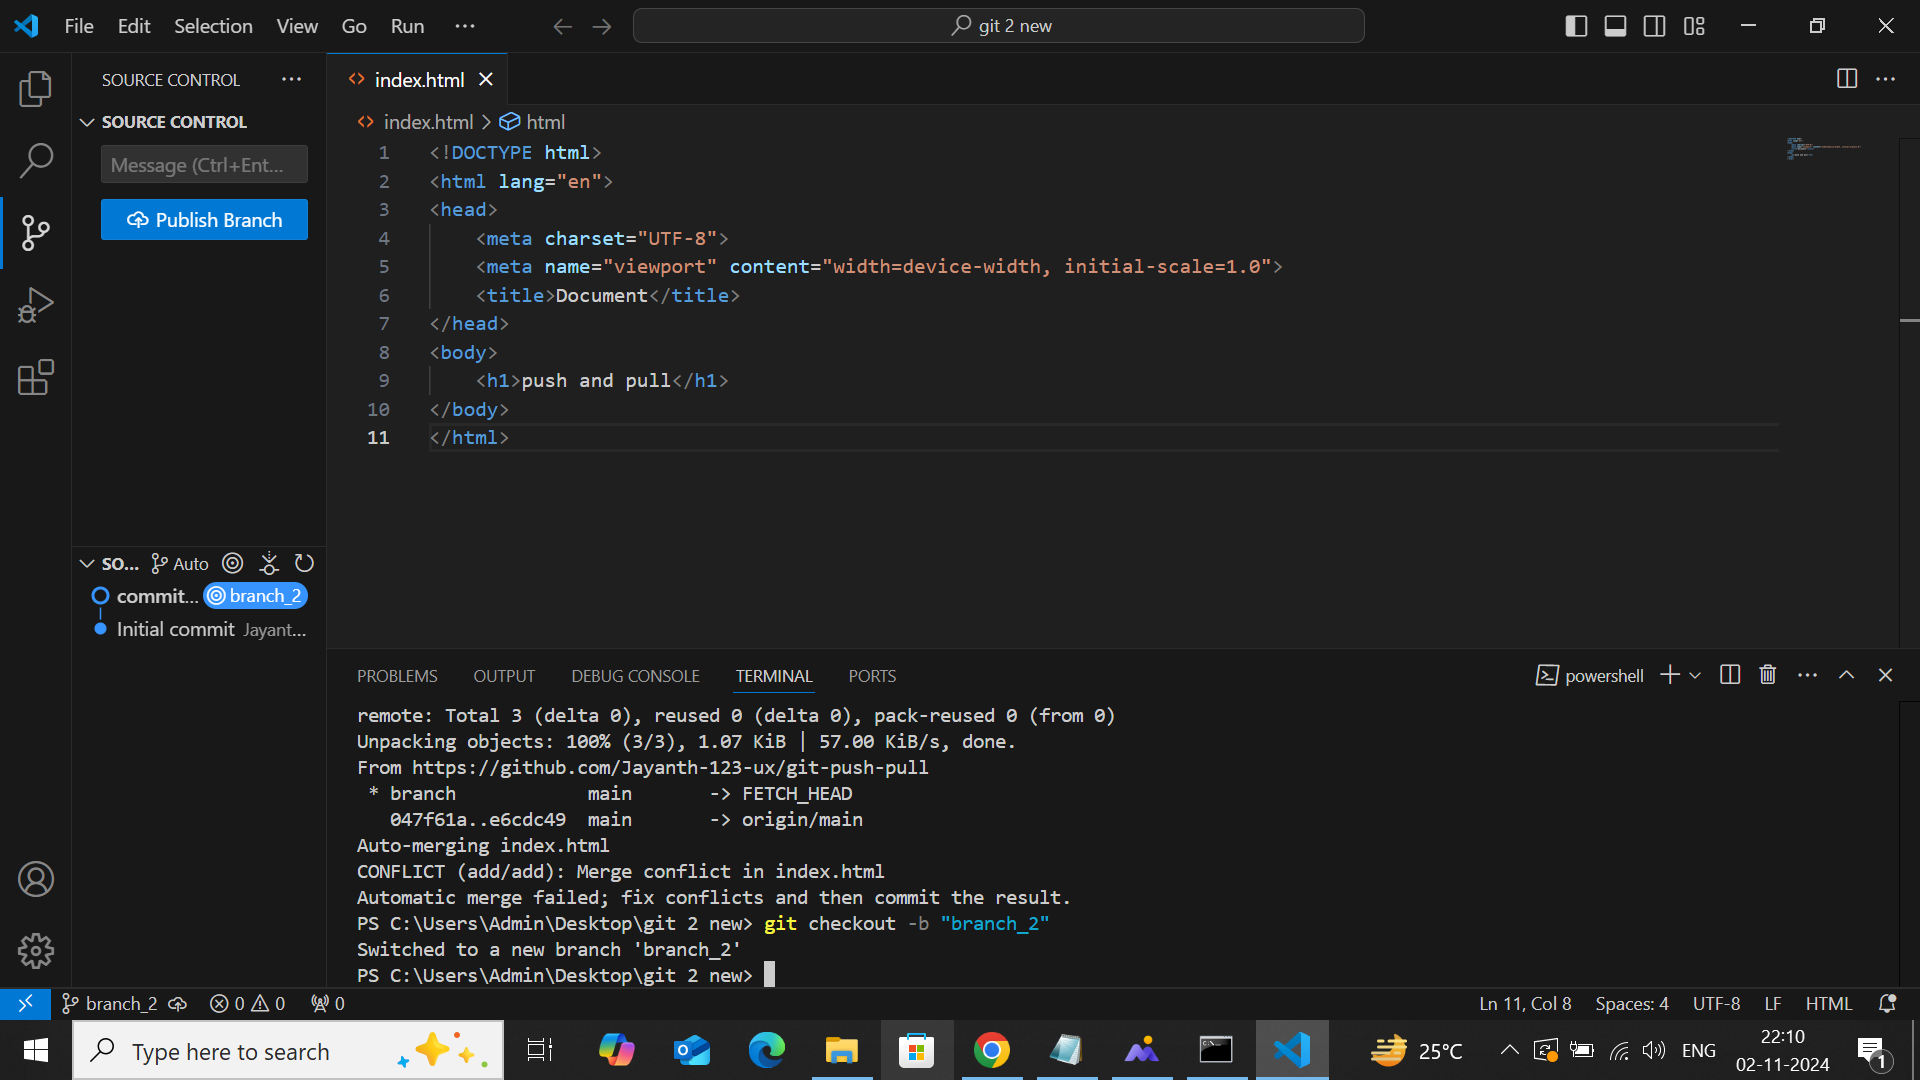 File Edit Selection View Go Run ···
git 2 new
SOURCE CONTROL ···
SOURCE CONTROL
Message (Ctrl+Ent...
Publish Branch
index.html
index.html > html
1 <!DOCTYPE html>
2 <html lang="en">
3 <head>
4 <meta charset="UTF-8">
5 <meta name="viewport" content="width=device-width, initial-scale=1.0">
6 <title>Document</title>
7 </head>
8 <body>
9 <h1>push and pull</h1>
10 </body>
11 </html>
SO... Auto
commit... branch_2
Initial commit Jayant...
PROBLEMS OUTPUT DEBUG CONSOLE TERMINAL PORTS
powershell
remote: Total 3 (delta 0), reused 0 (delta 0), pack-reused 0 (from 0)
Unpacking objects: 100% (3/3), 1.07 KiB | 57.00 KiB/s, done.
From https://github.com/Jayanth-123-ux/git-push-pull
* branch main -> FETCH_HEAD
047f61a..e6cdc49 main -> origin/main
Auto-merging index.html
CONFLICT (add/add): Merge conflict in index.html
Automatic merge failed; fix conflicts and then commit the result.
PS C:\Users\Admin\Desktop\git 2 new> git checkout -b "branch_2"
Switched to a new branch 'branch_2'
PS C:\Users\Admin\Desktop\git 2 new>
branch_2 0 0 0
Ln 11, Col 8 Spaces: 4 UTF-8 LF HTML
Type here to search
25°C
ENG
22:10
02-11-2024
1